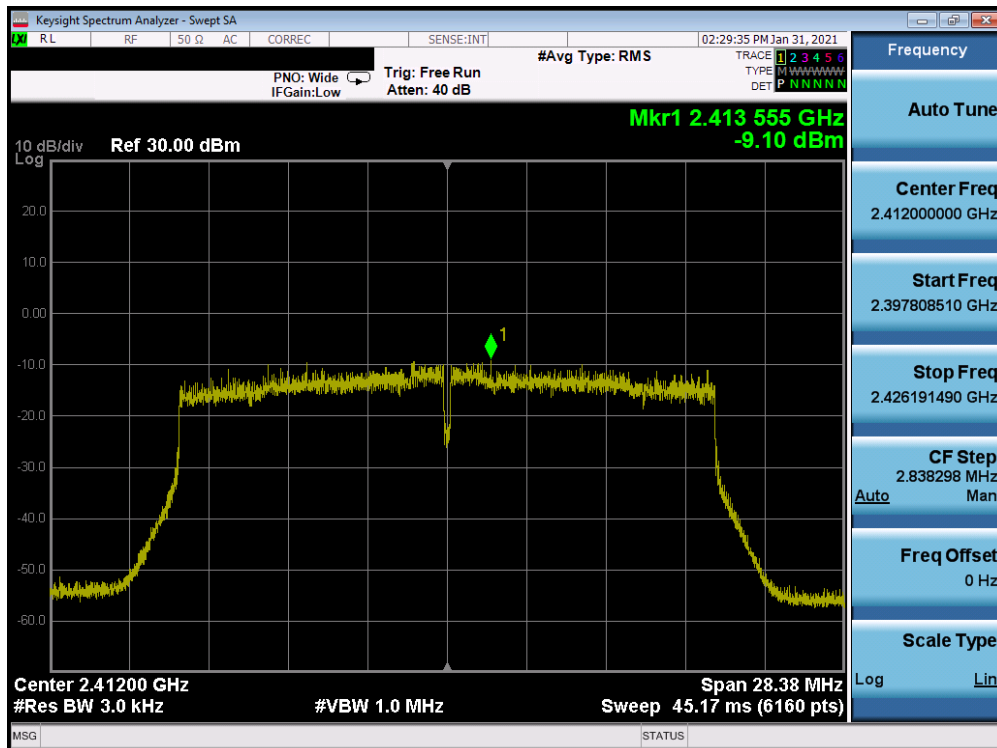 Keysight Spectrum Analyzer - Swept SA
LXI RL RF 50 Ω AC CORREC SENSE:INT 02:29:35 PM Jan 31, 2021
PNO: Wide
IFGain:Low
Trig: Free Run
Atten: 40 dB
#Avg Type: RMS
TRACE 1 2 3 4 5 6
TYPE M WWWWW
DET P N N N N N
Mkr1 2.413 555 GHz
-9.10 dBm
10 dB/div Ref 30.00 dBm
Log
20.0
10.0
0.00
-10.0
-20.0
-30.0
-40.0
-50.0
-60.0
1
Center 2.41200 GHz Span 28.38 MHz
#Res BW 3.0 kHz #VBW 1.0 MHz Sweep 45.17 ms (6160 pts)
MSG STATUS
Frequency
Auto Tune
Center Freq
2.412000000 GHz
Start Freq
2.397808510 GHz
Stop Freq
2.426191490 GHz
CF Step
2.838298 MHz
Auto Man
Freq Offset
0 Hz
Scale Type
Log Lin